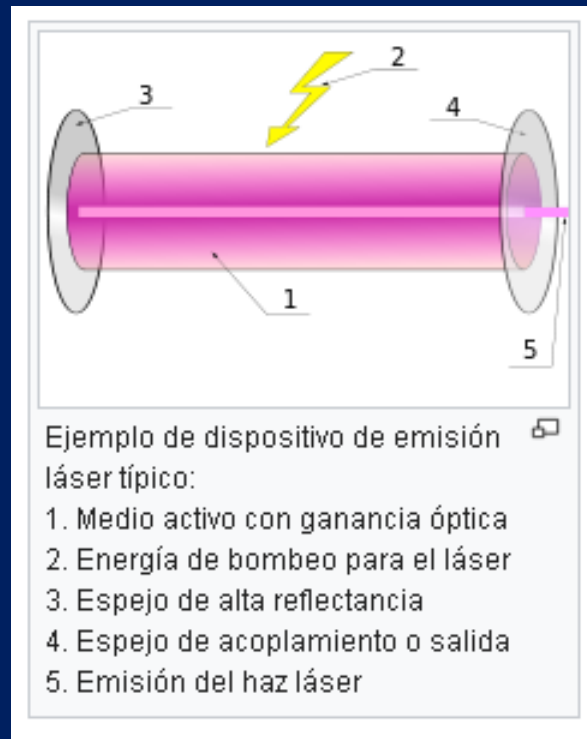 2
3
4
1
5
Ejemplo de dispositivo de emisión
láser típico:
1. Medio activo con ganancia óptica
2. Energía de bombeo para el láser
3. Espejo de alta reflectancia
4. Espejo de acoplamiento o salida
5. Emisión del haz láser